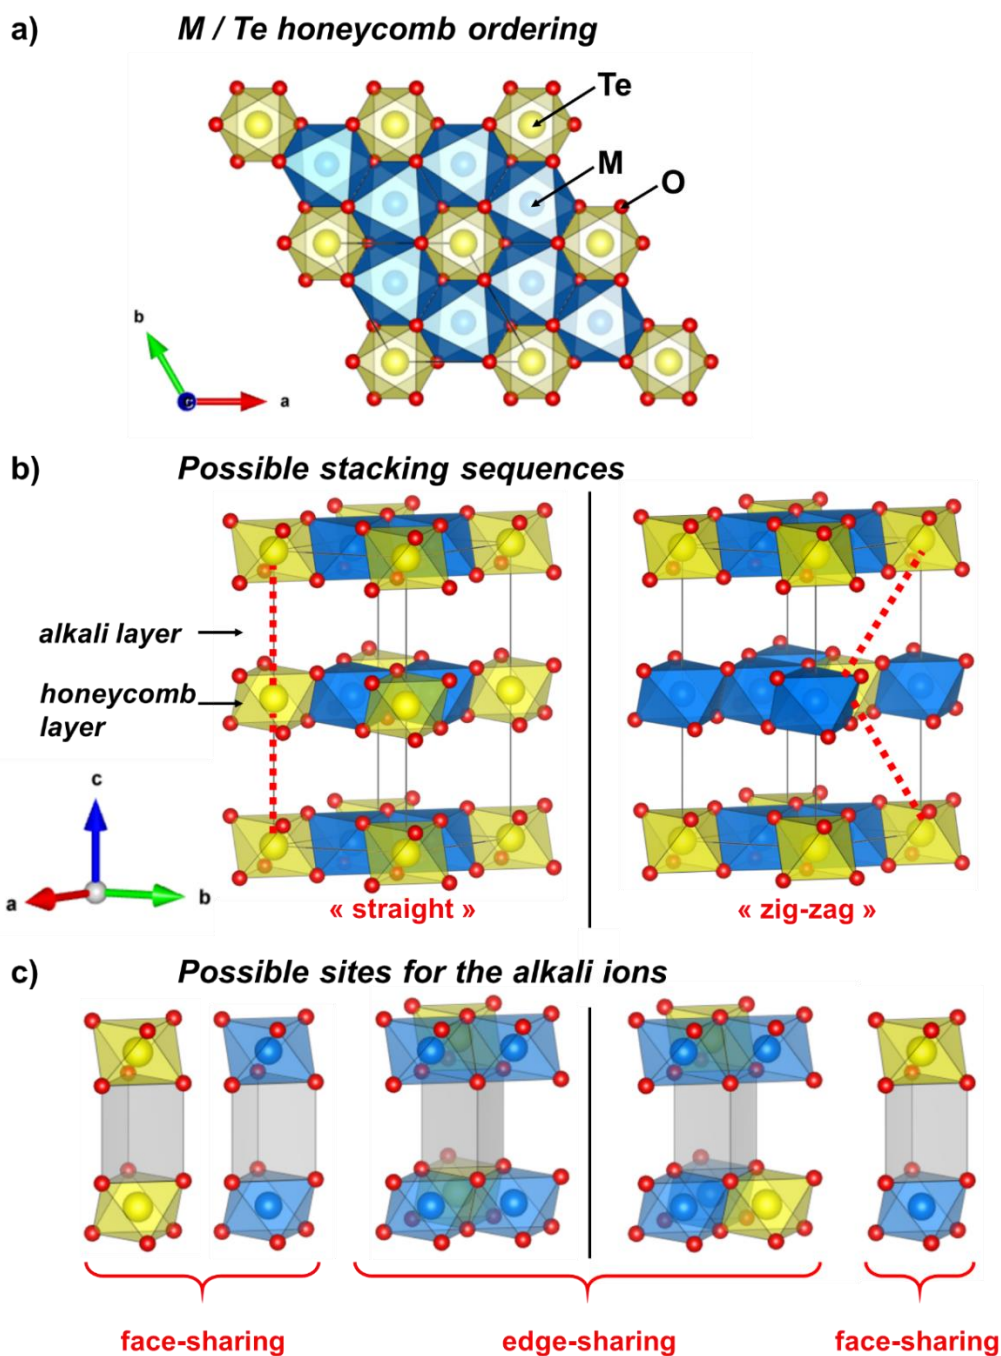 a) M / Te honeycomb ordering
Te
M
O
b
c
a
b) Possible stacking sequences
alkali layer
honeycomb
layer
c
a
b
« straight »
« zig-zag »
c) Possible sites for the alkali ions
face-sharing
edge-sharing
face-sharing